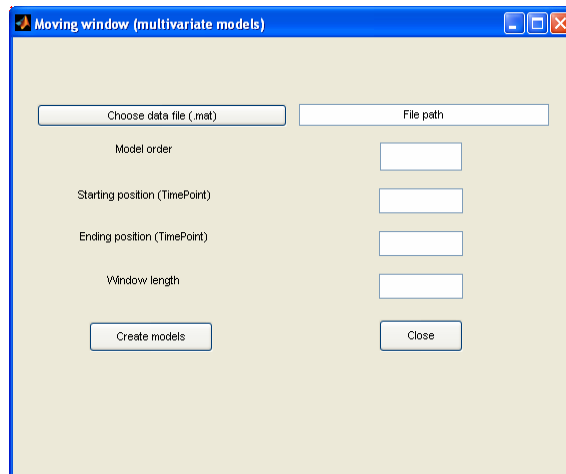 Moving window (multivariate models)
Choose data file (.mat)
File path
Model order
Starting position (TimePoint)
Ending position (TimePoint)
Window length
Create models
Close